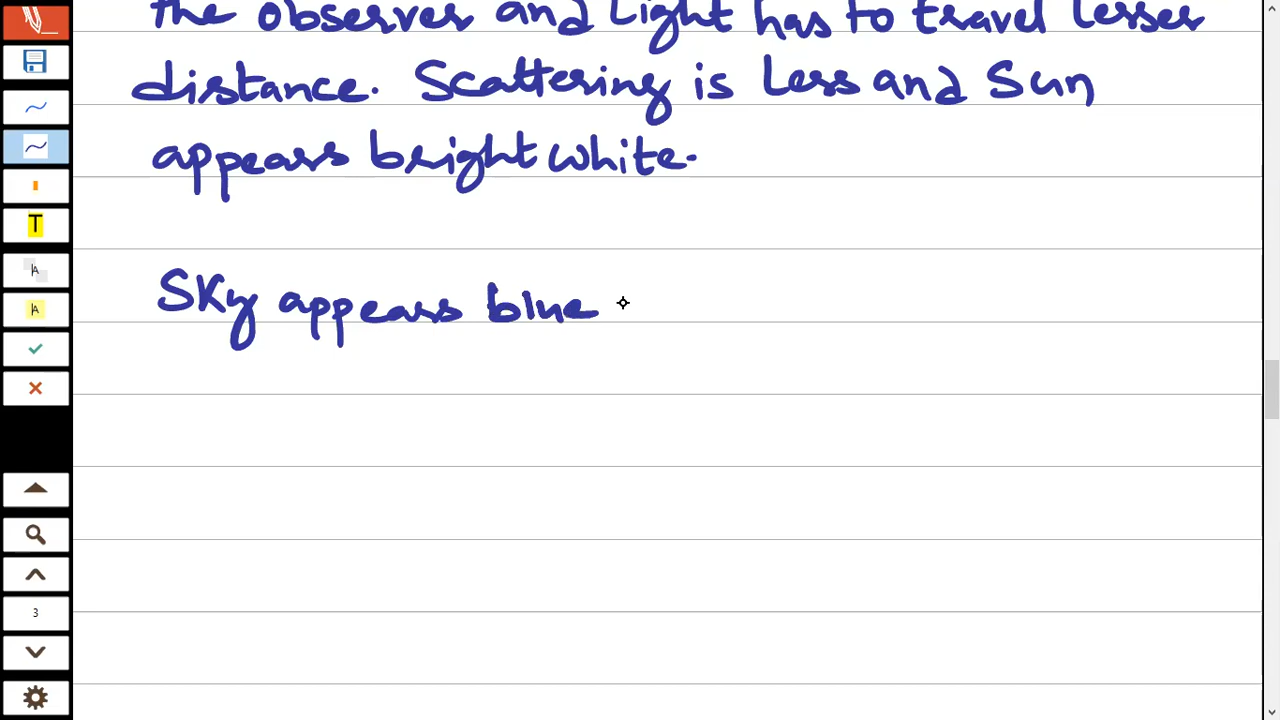 the observer and Light has to travel lesser
distance. Scattering is Less and Sun
appears bright white.
Sky appears blue
T
A
A
3